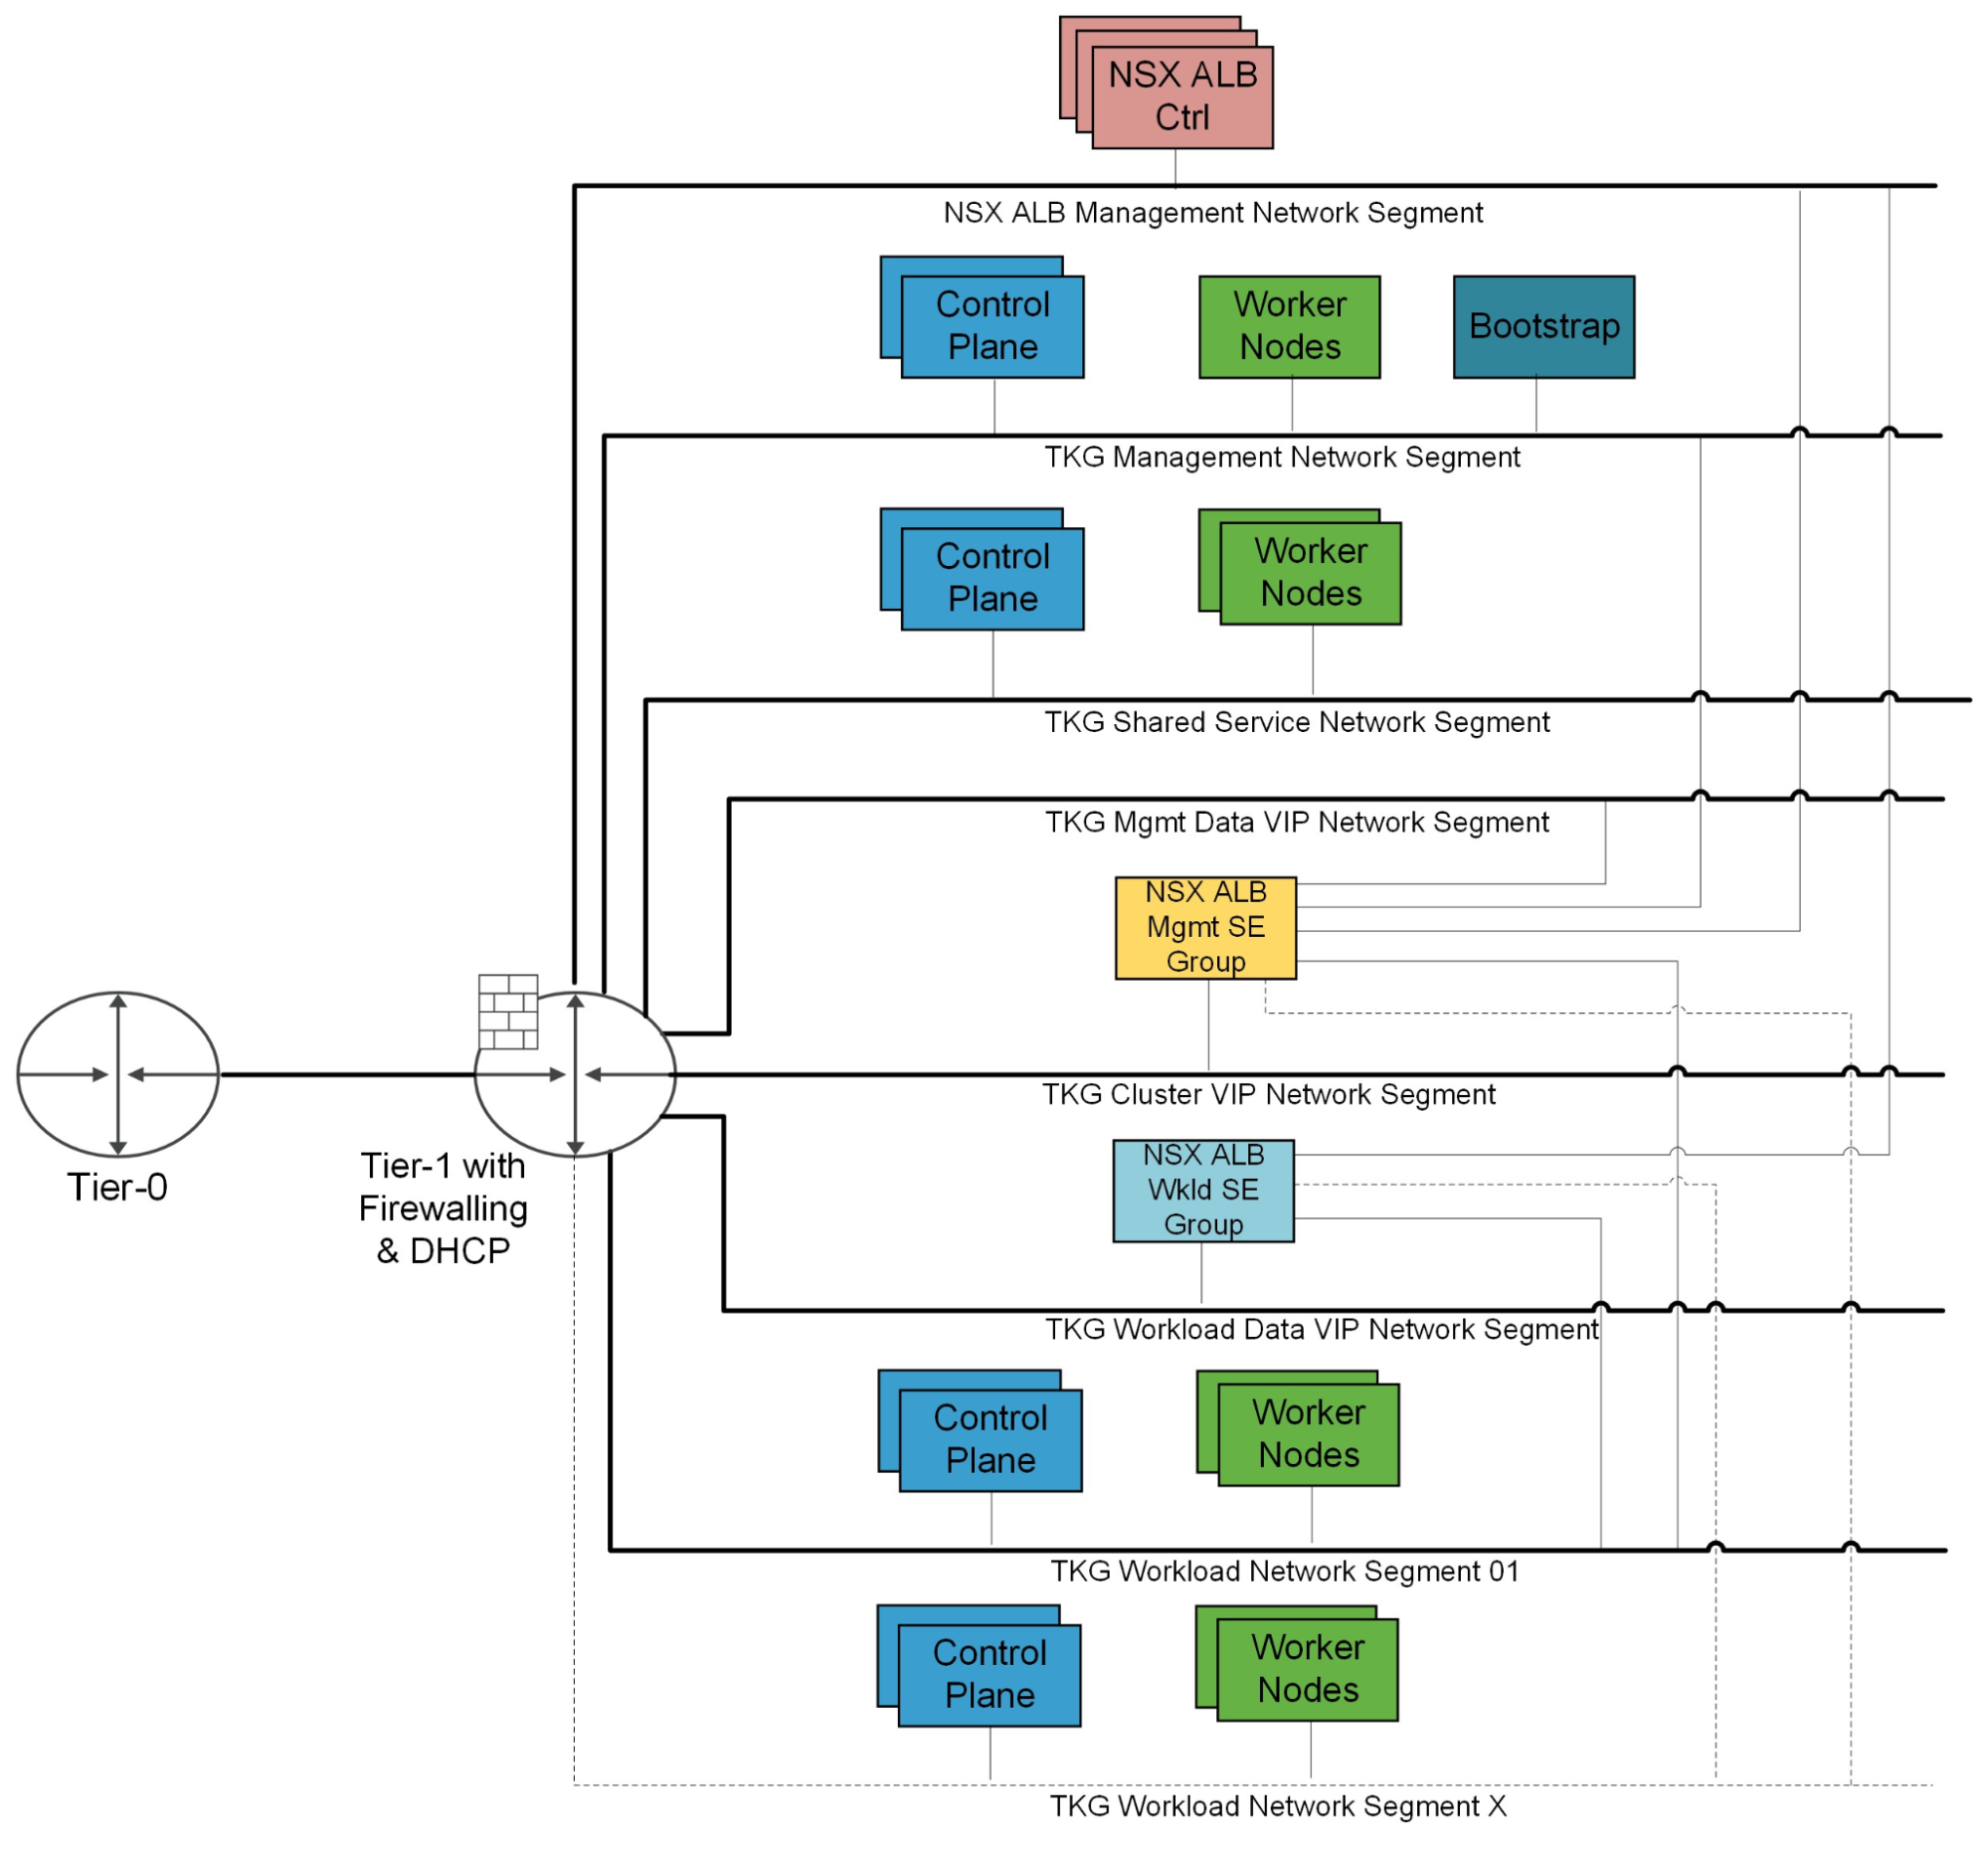 NSX ALB
Ctrl
NSX ALB Management Network Segment
Control
Plane
Worker
Nodes
Bootstrap
TKG Management Network Segment
Control
Plane
Worker
Nodes
TKG Shared Service Network Segment
TKG Mgmt Data VIP Network Segment
NSX ALB
Mgmt SE
Group
TKG Cluster VIP Network Segment
Tier-0
Tier-1 with
Firewalling
& DHCP
NSX ALB
Wkld SE
Group
TKG Workload Data VIP Network Segment
Control
Plane
Worker
Nodes
TKG Workload Network Segment 01
Control
Plane
Worker
Nodes
TKG Workload Network Segment X